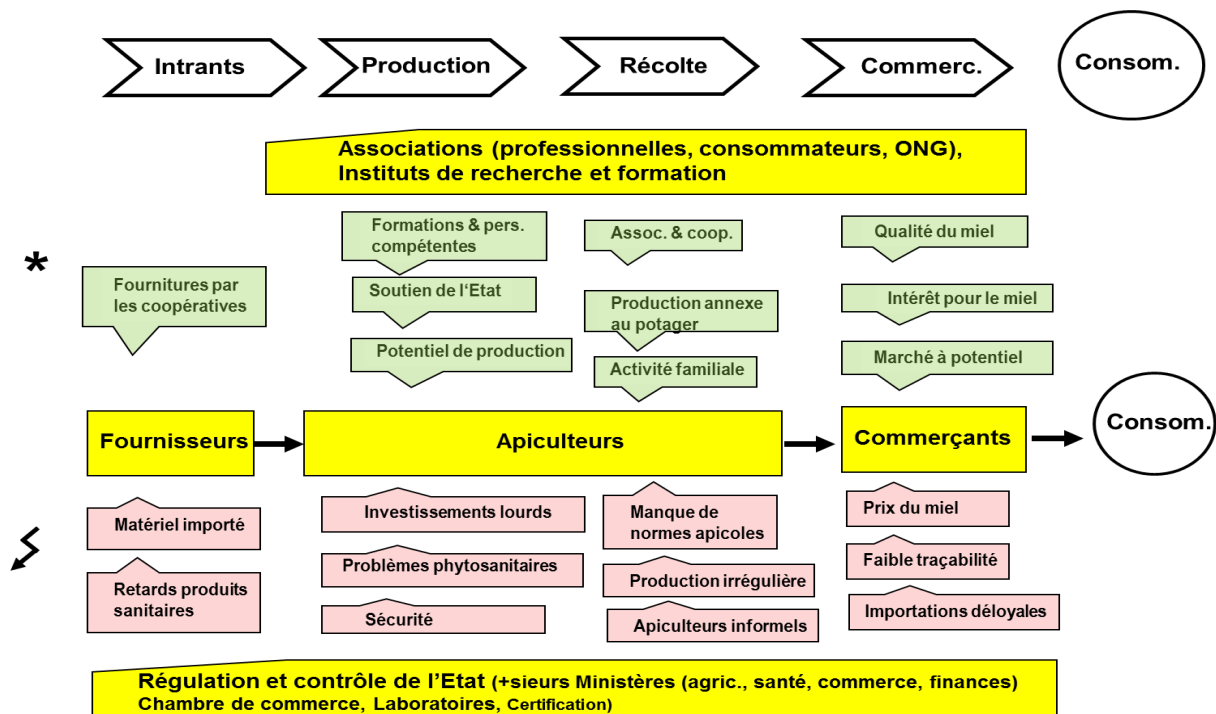 Intrants
Production
Récolte
Commerc.
Consom.
Associations (professionnelles, consommateurs, ONG),
Instituts de recherche et formation
*
Fournitures par
les coopératives
Formations & pers.
compétentes
Soutien de l‘Etat
Potentiel de production
Assoc. & coop.
Production annexe
au potager
Activité familiale
Qualité du miel
Intérêt pour le miel
Marché à potentiel
Fournisseurs
Apiculteurs
Commerçants
Consom.
Matériel importé
Retards produits
sanitaires
Investissements lourds
Problèmes phytosanitaires
Sécurité
Manque de
normes apicoles
Production irrégulière
Apiculteurs informels
Prix du miel
Faible traçabilité
Importations déloyales
Régulation et contrôle de l’Etat (+sieurs Ministères (agric., santé, commerce, finances)
Chambre de commerce, Laboratoires, Certification)